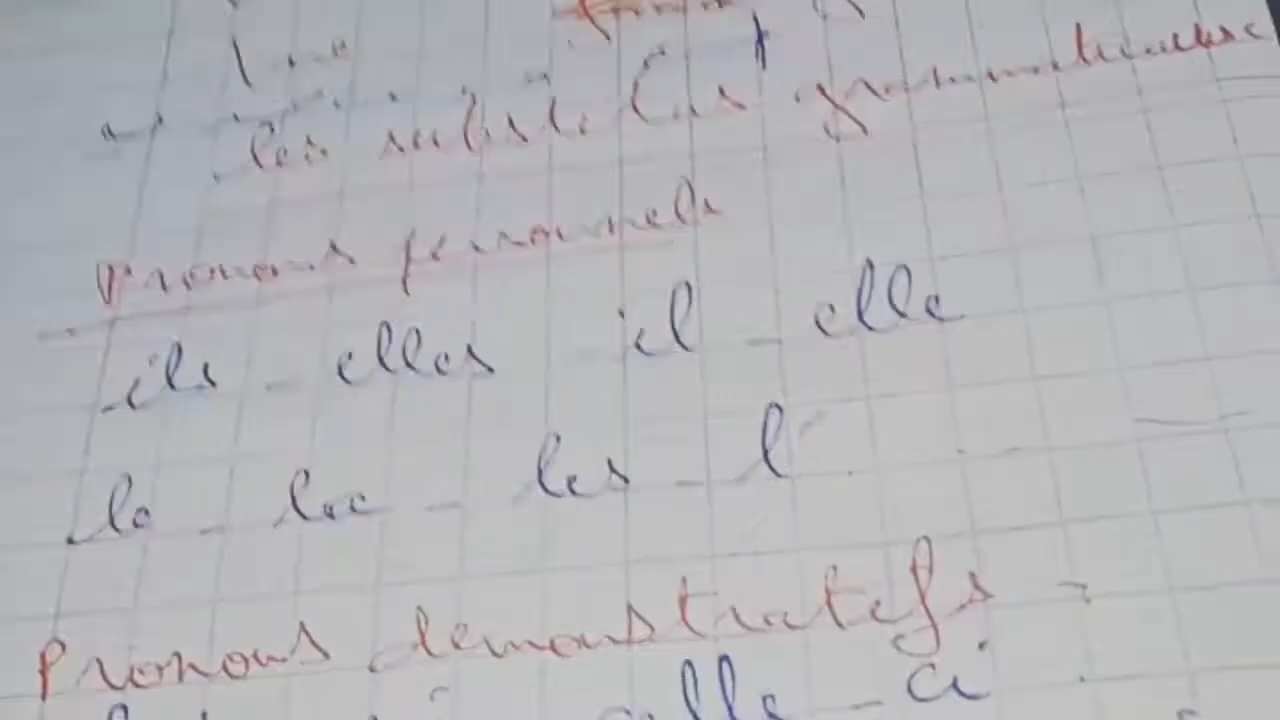 Les substituts grammaticaux
Pronoms personnels
ils - elles il - elle
le - la - les - l'
Pronoms demonstratifs :
celle - ci